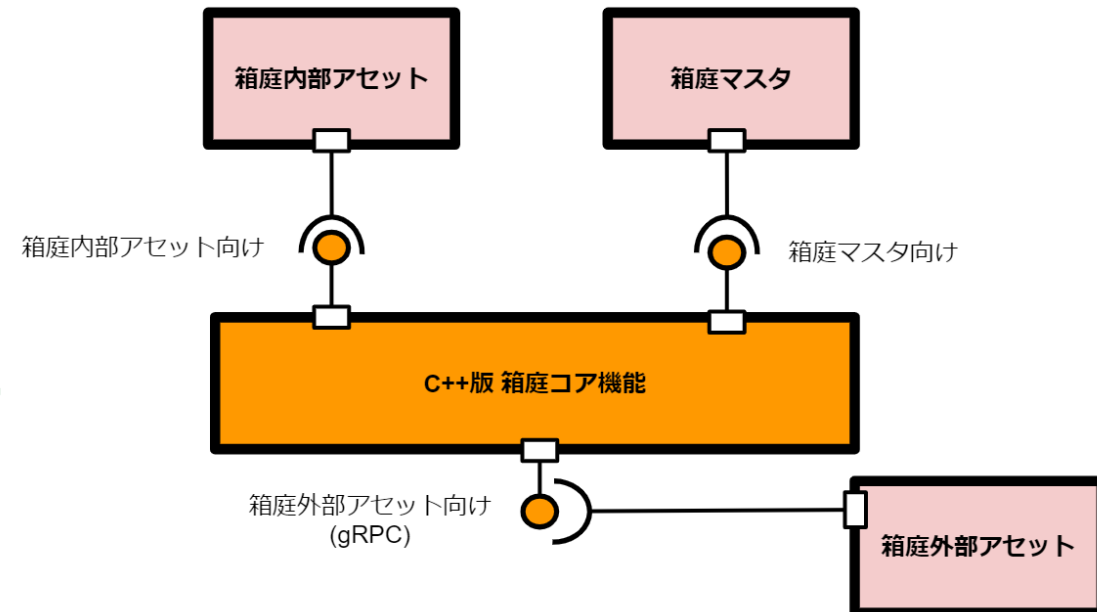 箱庭内部アセット
箱庭マスタ
箱庭内部アセット向け
箱庭マスタ向け
C++版 箱庭コア機能
箱庭外部アセット向け
(gRPC)
箱庭外部アセット